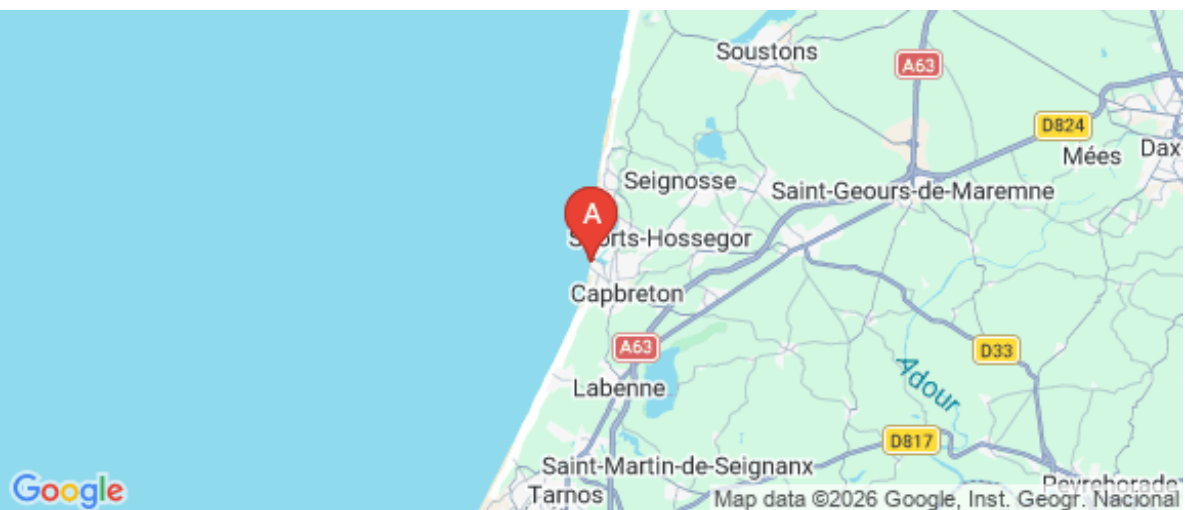 Soustons
A63
D824
Mées
Dax
Seignosse
Saint-Geours-de-Maremne
A
Soorts-Hossegor
Capbreton
A63
D33
Labenne
Adour
D817
Saint-Martin-de-Seignanx
Peyrehorade
Tarnos
Google
Map data ©2026 Google, Inst. Geogr. Nacional